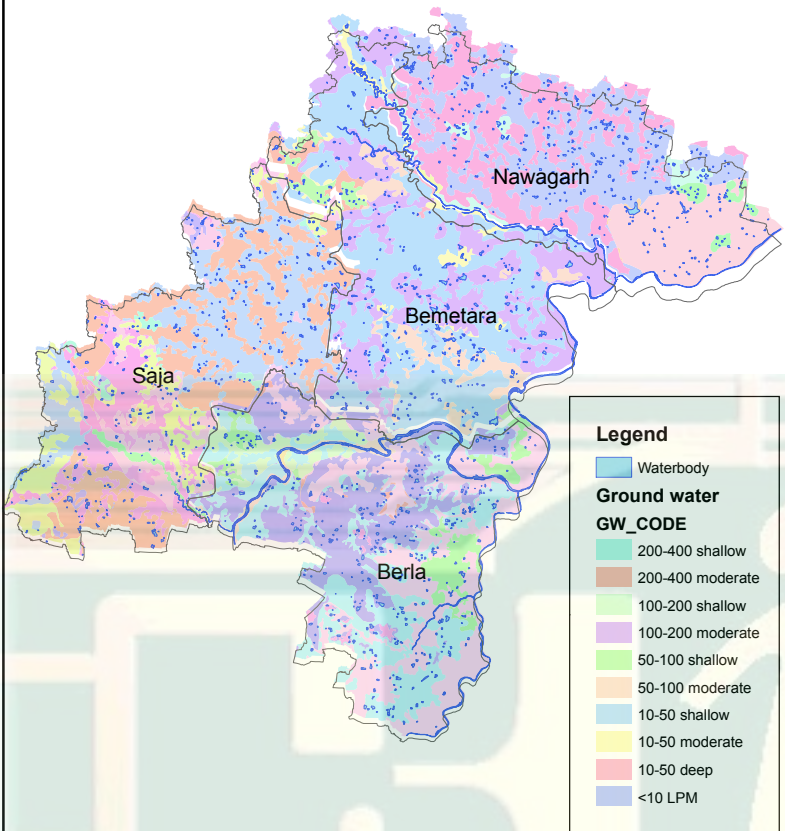 Nawagarh
Bemetara
Saja
Berla
Legend
Waterbody
Ground water
GW_CODE
200-400 shallow
200-400 moderate
100-200 shallow
100-200 moderate
50-100 shallow
50-100 moderate
10-50 shallow
10-50 moderate
10-50 deep
<10 LPM